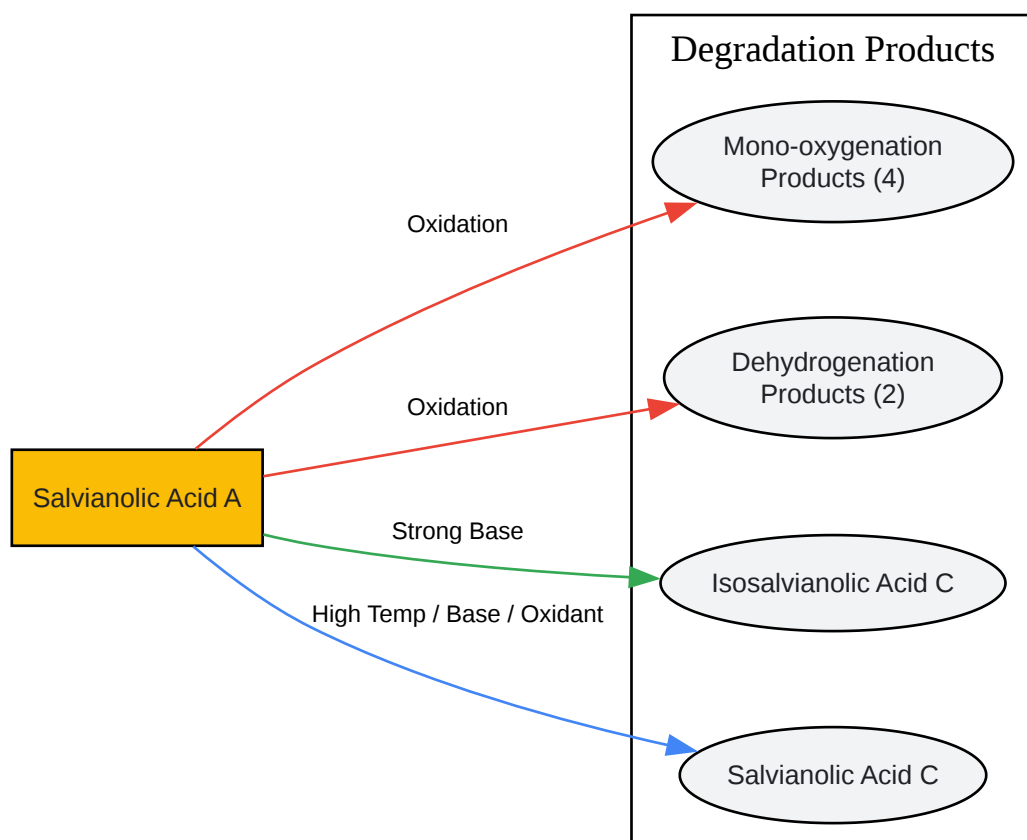 Degradation Products
Mono-oxygenation
Products (4)
Oxidation
Dehydrogenation
Products (2)
Oxidation
Salvianolic Acid A
Strong Base
Isosalvianolic Acid C
High Temp / Base / Oxidant
Salvianolic Acid C